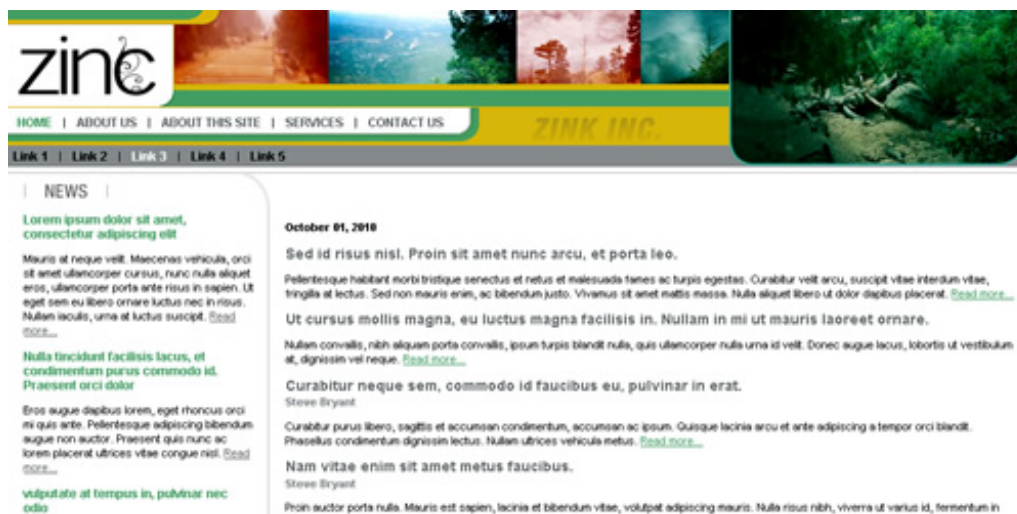 zinc
HOME | ABOUT US | ABOUT THIS SITE | SERVICES | CONTACT US
ZINK INC.
Link 1 | Link 2 | Link 3 | Link 4 | Link 5
| NEWS |
Lorem ipsum dolor sit amet,
consectetur adipiscing elit
Mauris at neque velit. Maecenas vehicula, orci
sit amet ullamcorper cursus, nunc nulla aliquet
eros, ullamcorper porta ante risus in sapien. Ut
eget sem eu libero ornare luctus nec in risus.
Nullam iaculis, urna at luctus suscipit. Read
more...
Nulla tincidunt facilisis lacus, et
condimentum purus commodo id.
Praesent orci dolor
Eros augue dapibus lorem, eget rhoncus orci
mi quis ante. Pellentesque adipiscing bibendum
augue non auctor. Praesent quis nunc ac
lorem placerat ultrices vitae congue nisl. Read
more...
vulputate at tempus in, pulvinar nec
odio
October 01, 2010
Sed id risus nisl. Proin sit amet nunc arcu, et porta leo.
Pellentesque habitant morbi tristique senectus et netus et malesuada fames ac turpis egestas. Curabitur velit arcu, suscipit vitae interdum vitae,
fringilla at lectus. Sed non mauris enim, ac bibendum justo. Vivamus sit amet mattis massa. Nulla aliquet libero ut dolor dapibus placerat. Read more...
Ut cursus mollis magna, eu luctus magna facilisis in. Nullam in mi ut mauris laoreet ornare.
Nullam convallis, nibh aliquam porta convallis, ipsum turpis blandit nulla, quis ullamcorper nulla urna id velit. Donec augue lacus, lobortis ut vestibulum
at, dignissim vel neque. Read more...
Curabitur neque sem, commodo id faucibus eu, pulvinar in erat.
Steve Bryant
Curabitur purus libero, sagittis et accumsan condimentum, accumsan ac ipsum. Quisque lacinia arcu et ante adipiscing a tempor orci blandit.
Phasellus condimentum dignissim lectus. Nullam ultrices vehicula metus. Read more...
Nam vitae enim sit amet metus faucibus.
Steve Bryant
Proin auctor porta nulla. Mauris est sapien, lacinia et bibendum vitae, volutpat adipiscing mauris. Nulla risus nibh, viverra ut varius id, fermentum in